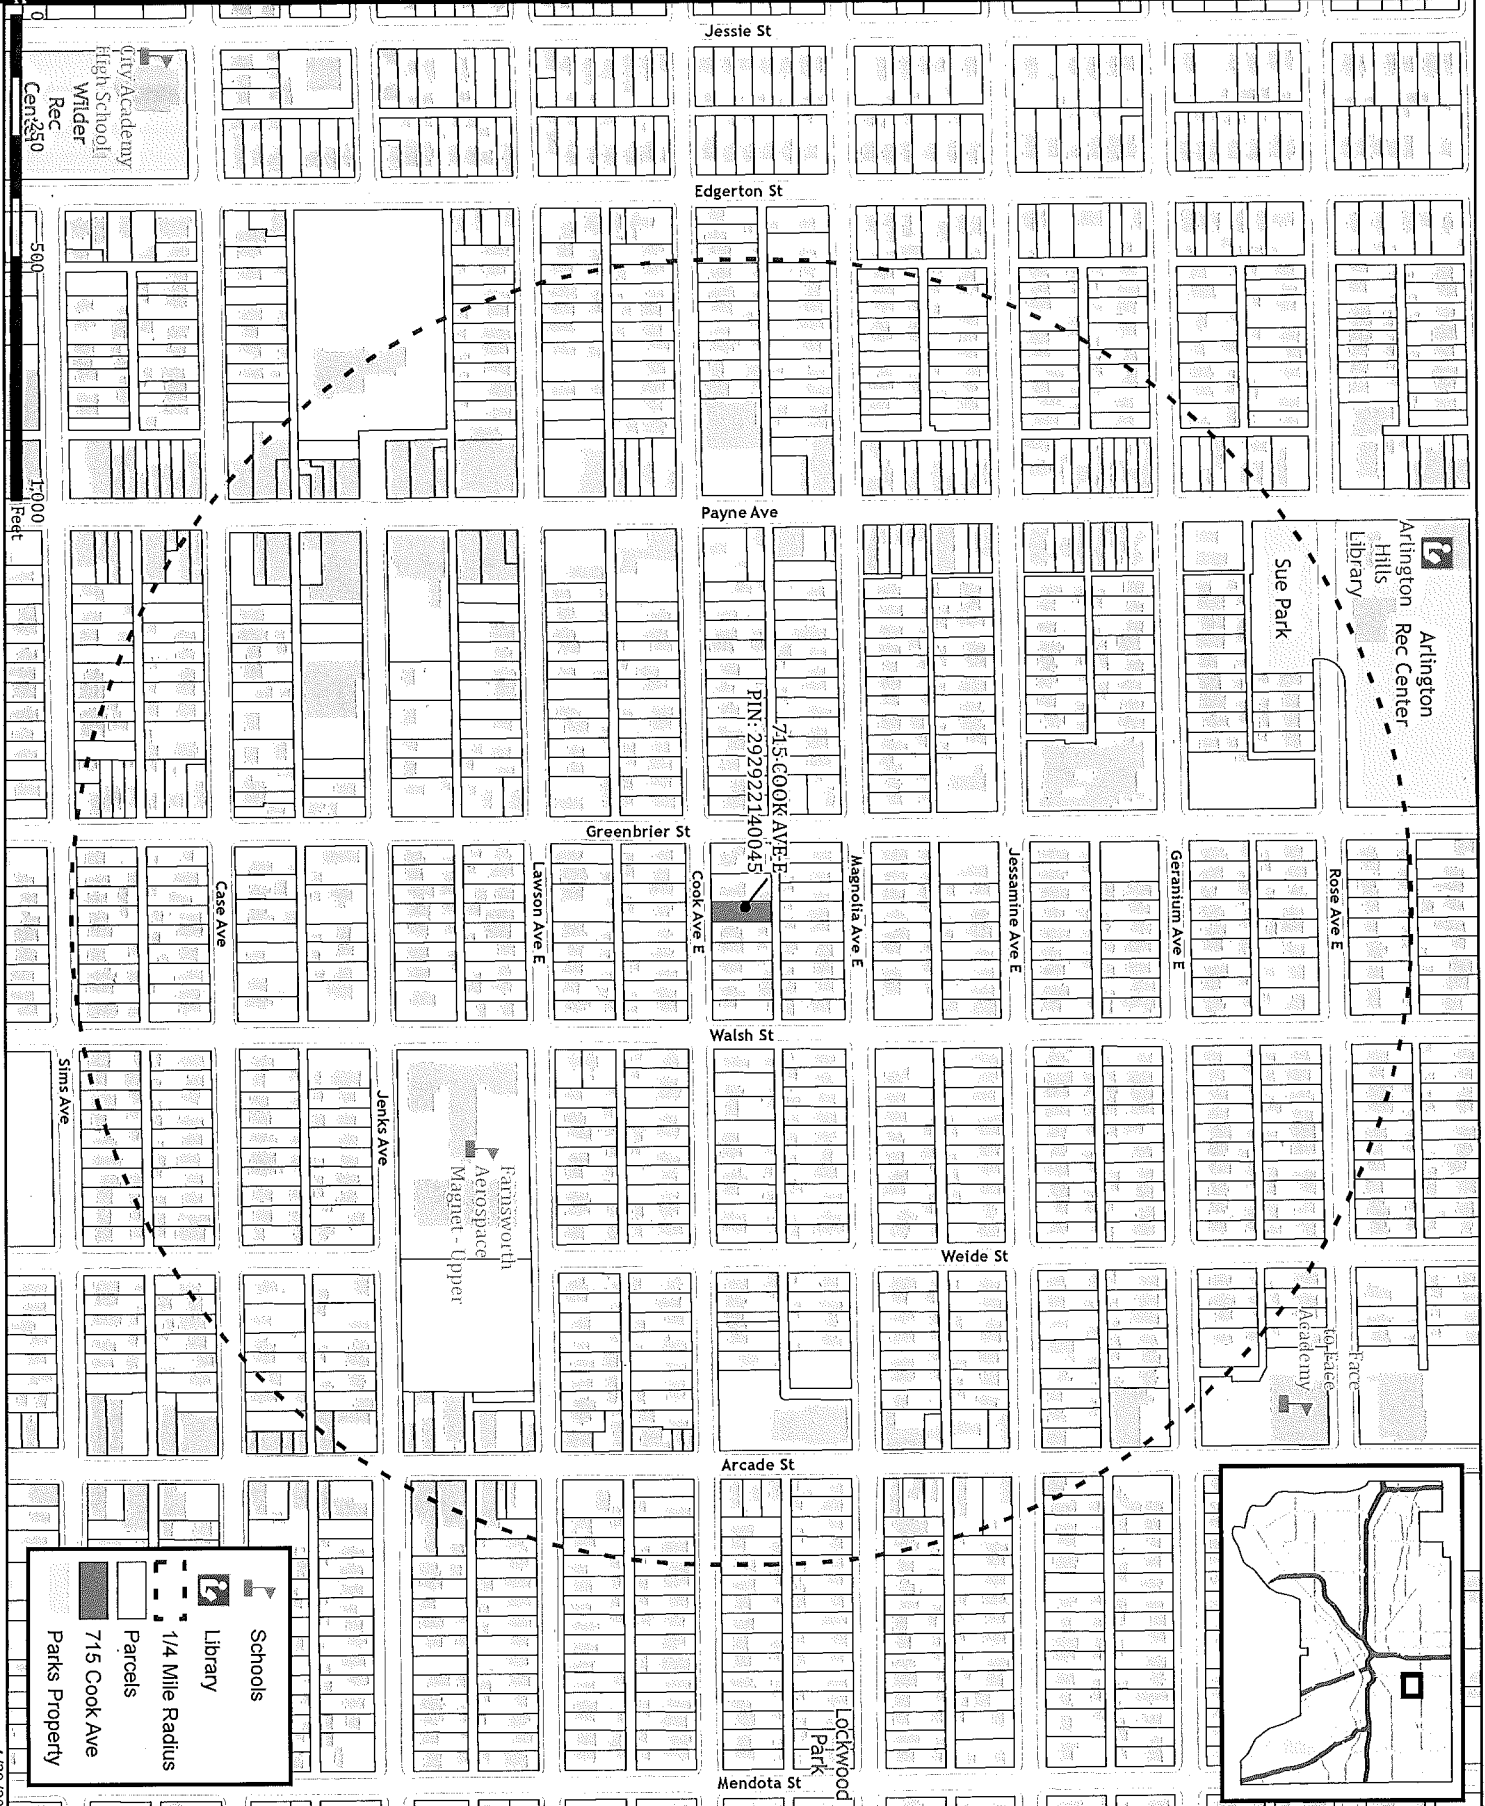 Jessie St
City Academy
High School
Wilder
Rec
Center
0
250
500
1,000
Feet
Edgerton St
Payne Ave
Arlington
Hills
Library
Arlington
Rec Center
Sue Park
715 COOK AVE E
PIN: 292922140045
Greenbrier St
Case Ave
Lawson Ave E
Cook Ave E
Magnolia Ave E
Jessamine Ave E
Geranium Ave E
Rose Ave E
Walsh St
Sims Ave
Jenks Ave
Farnsworth
Aerospace
Magnet - Upper
Weide St
Face
to Face
Academy
Arcade St
Lockwood
Park
Mendota St
Schools
Library
1/4 Mile Radius
Parcels
715 Cook Ave
Parks Property